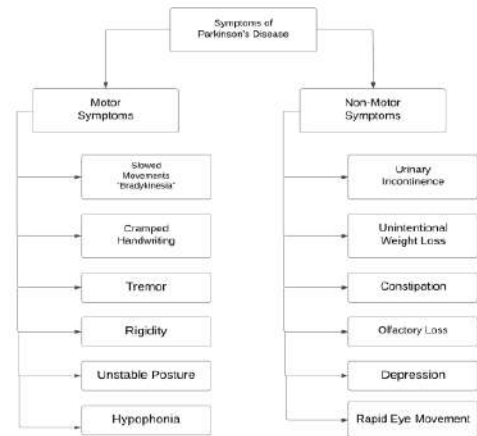 Symptoms of
Parkinson's Disease
Motor
Symptoms
Non-Motor
Symptoms
Slowed
Movements
"Bradykinesia"
Cramped
Handwriting
Tremor
Rigidity
Unstable Posture
Hypophonia
Urinary
Incontinence
Unintentional
Weight Loss
Constipation
Olfactory Loss
Depression
Rapid Eye Movement